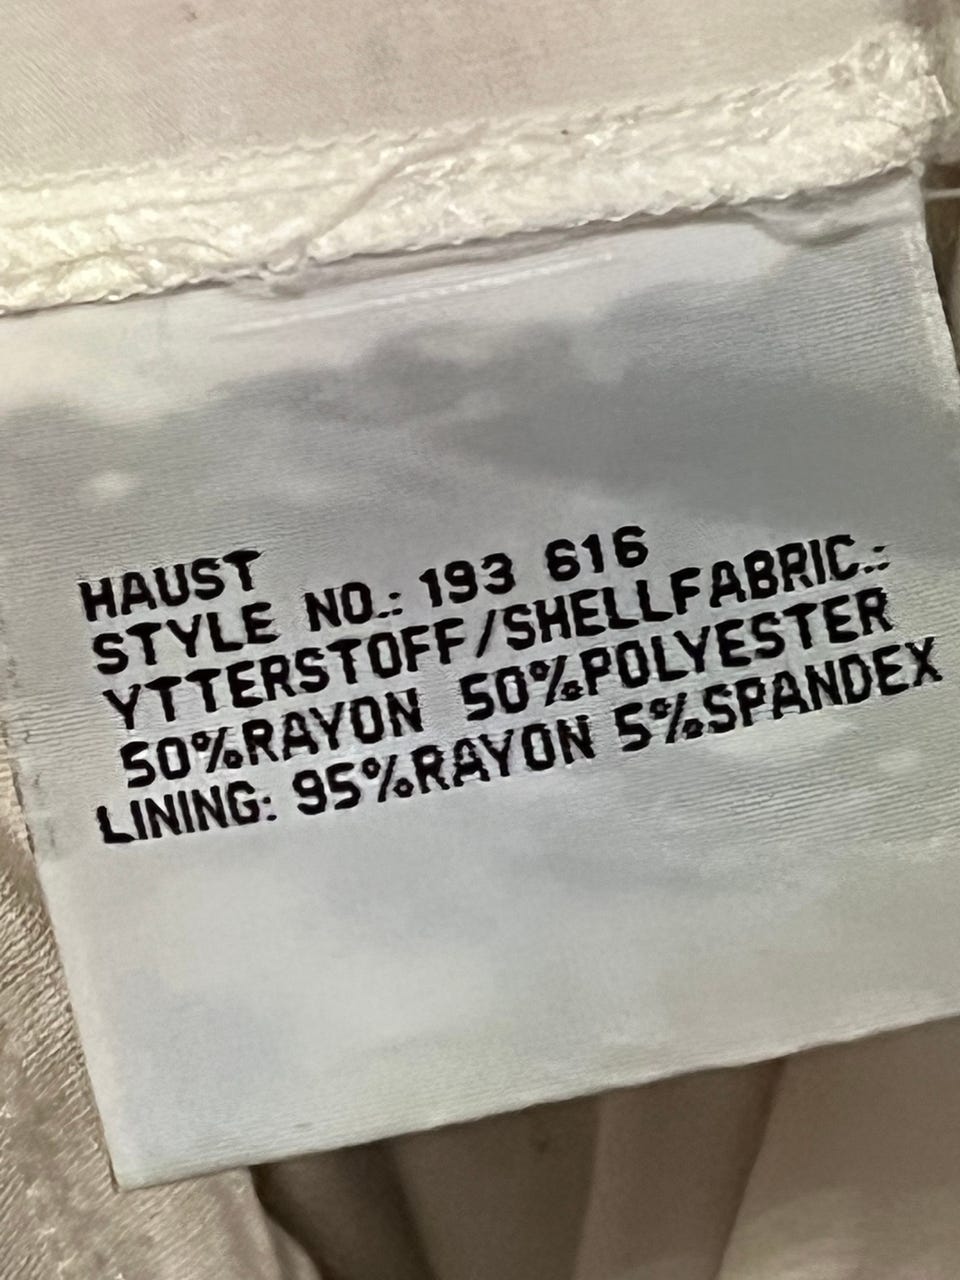 HAUST
STYLE NO.: 193 616
YTTERSTOFF/SHELLFABRIC.:
50%RAYON 50%POLYESTER
LINING: 95%RAYON 5%SPANDEX